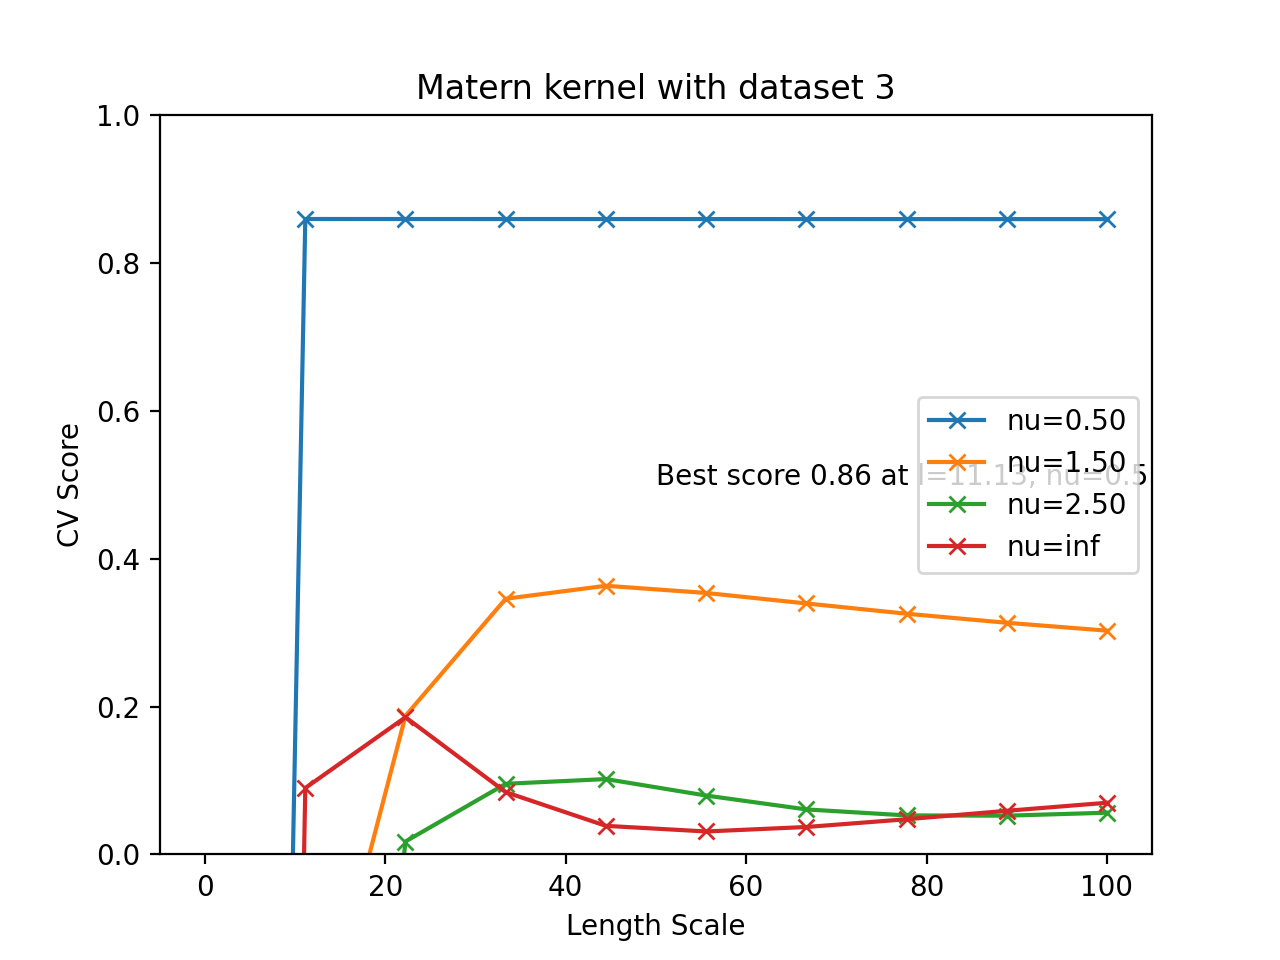 Matern kernel with dataset 3
1.0
0.8
0.6
0.4
0.2
0.0
CV Score
nu=0.50
nu=1.50
Best score 0.86 at l=11.13, nu=0.5
nu=2.50
nu=inf
0 20 40 60 80 100
Length Scale